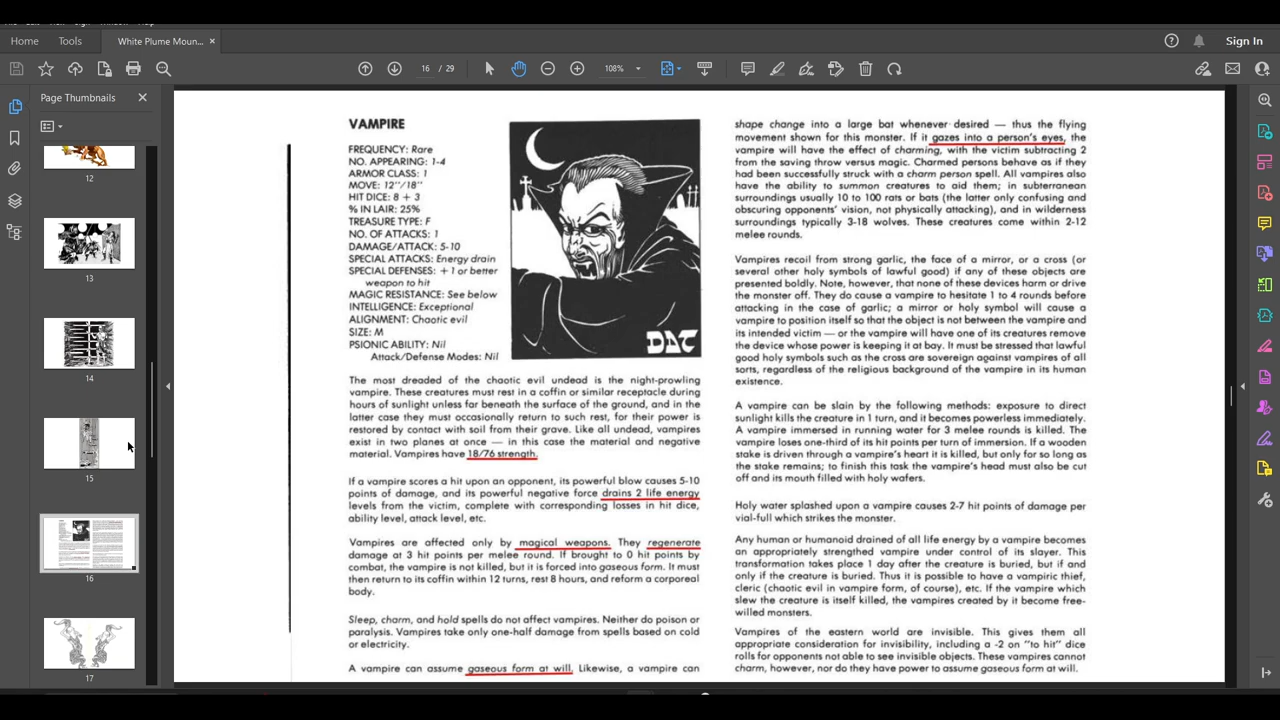 Home
Tools
White Plume Moun...
Sign In
16 / 29
108%
Page Thumbnails
12
13
14
15
16
17
VAMPIRE
FREQUENCY: Rare
NO. APPEARING: 1-4
ARMOR CLASS: 1
MOVE: 12"/18"
HIT DICE: 8 + 3
% IN LAIR: 25%
TREASURE TYPE: F
NO. OF ATTACKS: 1
DAMAGE/ATTACK: 5-10
SPECIAL ATTACKS: Energy drain
SPECIAL DEFENSES: +1 or better
weapon to hit
MAGIC RESISTANCE: See below
INTELLIGENCE: Exceptional
ALIGNMENT: Chaotic evil
SIZE: M
PSIONIC ABILITY: Nil
Attack/Defense Modes: Nil
DAT
The most dreaded of the chaotic evil undead is the night-prowling
vampire. These creatures must rest in a coffin or similar receptacle during
hours of sunlight unless far beneath the surface of the ground, and in the
latter case they must occasionally return to such rest, for their power is
restored by contact with soil from their grave. Like all undead, vampires
exist in two planes at once — in this case the material and negative
material. Vampires have 18/76 strength.
If a vampire scores a hit upon an opponent, its powerful blow causes 5-10
points of damage, and its powerful negative force drains 2 life energy
levels from the victim, complete with corresponding losses in hit dice,
ability level, attack level, etc.
Vampires are affected only by magical weapons. They regenerate
damage at 3 hit points per melee round. If brought to 0 hit points by
combat, the vampire is not killed, but it is forced into gaseous form. It must
then return to its coffin within 12 turns, rest 8 hours, and reform a corporeal
body.
Sleep, charm, and hold spells do not affect vampires. Neither do poison or
paralysis. Vampires take only one-half damage from spells based on cold
or electricity.
A vampire can assume gaseous form at will. Likewise, a vampire can
shape change into a large bat whenever desired — thus the flying
movement shown for this monster. If it gazes into a person's eyes, the
vampire will have the effect of charming, with the victim subtracting 2
from the saving throw versus magic. Charmed persons behave as if they
had been successfully struck with a charm person spell. All vampires also
have the ability to summon creatures to aid them; in subterranean
surroundings usually 10 to 100 rats or bats (the latter only confusing and
obscuring opponents' vision, not physically attacking), and in wilderness
surroundings typically 3-18 wolves. These creatures come within 2-12
melee rounds.
Vampires recoil from strong garlic, the face of a mirror, or a cross (or
several other holy symbols of lawful good) if any of these objects are
presented boldly. Note, however, that none of these devices harm or drive
the monster off. They do cause a vampire to hesitate 1 to 4 rounds before
attacking in the case of garlic; a mirror or holy symbol will cause a
vampire to position itself so that the object is not between the vampire and
its intended victim — or the vampire will have one of its creatures remove
the device whose power is keeping it at bay. It must be stressed that lawful
good holy symbols such as the cross are sovereign against vampires of all
sorts, regardless of the religious background of the vampire in its human
existence.
A vampire can be slain by the following methods: exposure to direct
sunlight kills the creature in 1 turn, and it becomes powerless immediately.
A vampire immersed in running water for 3 melee rounds is killed. The
vampire loses one-third of its hit points per turn of immersion. If a wooden
stake is driven through a vampire's heart it is killed, but only for so long as
the stake remains; to finish this task the vampire's head must also be cut
off and its mouth filled with holy wafers.
Holy water splashed upon a vampire causes 2-7 hit points of damage per
vial-full which strikes the monster.
Any human or humanoid drained of all life energy by a vampire becomes
an appropriately strengthed vampire under control of its slayer. This
transformation takes place 1 day after the creature is buried, but if and
only if the creature is buried. Thus it is possible to have a vampiric thief,
cleric (chaotic evil in vampire form, of course), etc. If the vampire which
slew the creature is itself killed, the vampires created by it become free-
willed monsters.
Vampires of the eastern world are invisible. This gives them all
appropriate consideration for invisibility, including a -2 on "to hit" dice
rolls for opponents not able to see invisible objects. These vampires cannot
charm, however, nor do they have power to assume gaseous form at will.